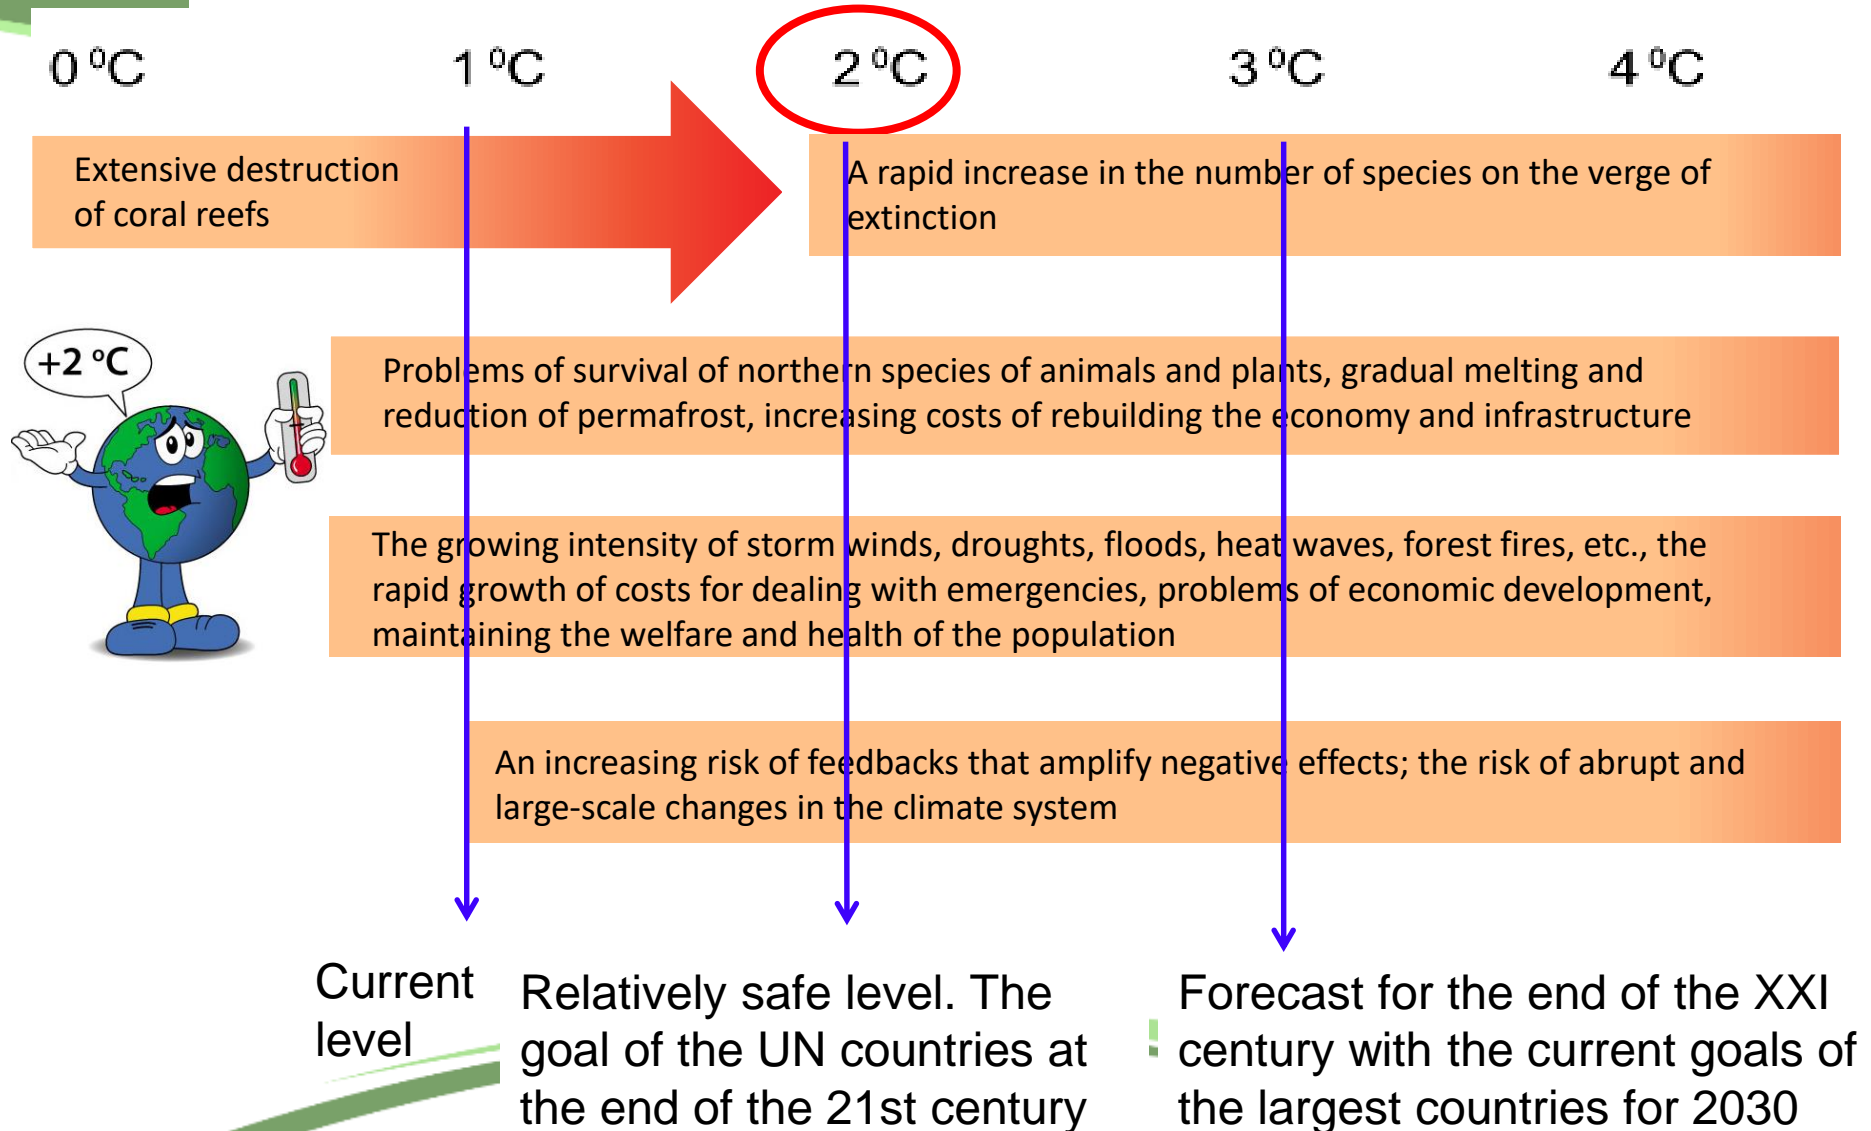 0 ⁰C 1 ⁰C 2 ⁰C 3 ⁰C 4 ⁰C
Extensive destruction
of coral reefs
A rapid increase in the number of species on the verge of
extinction
+2 ⁰C
Problems of survival of northern species of animals and plants, gradual melting and
reduction of permafrost, increasing costs of rebuilding the economy and infrastructure
The growing intensity of storm winds, droughts, floods, heat waves, forest fires, etc., the
rapid growth of costs for dealing with emergencies, problems of economic development,
maintaining the welfare and health of the population
An increasing risk of feedbacks that amplify negative effects; the risk of abrupt and
large-scale changes in the climate system
Current
level
Relatively safe level. The
goal of the UN countries at
the end of the 21st century
Forecast for the end of the XXI
century with the current goals of
the largest countries for 2030